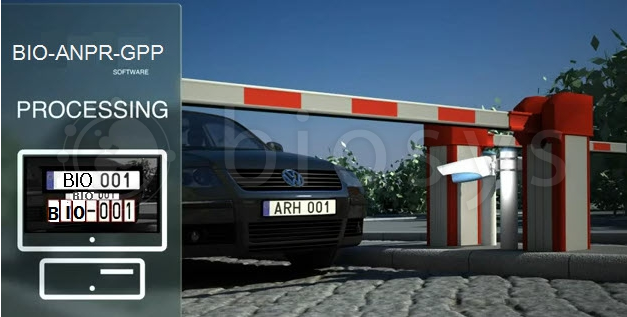 BIO-ANPR-GPP
SOFTWARE
PROCESSING
biosys
BIO 001
BIO 001
BIO-001
ARH 001